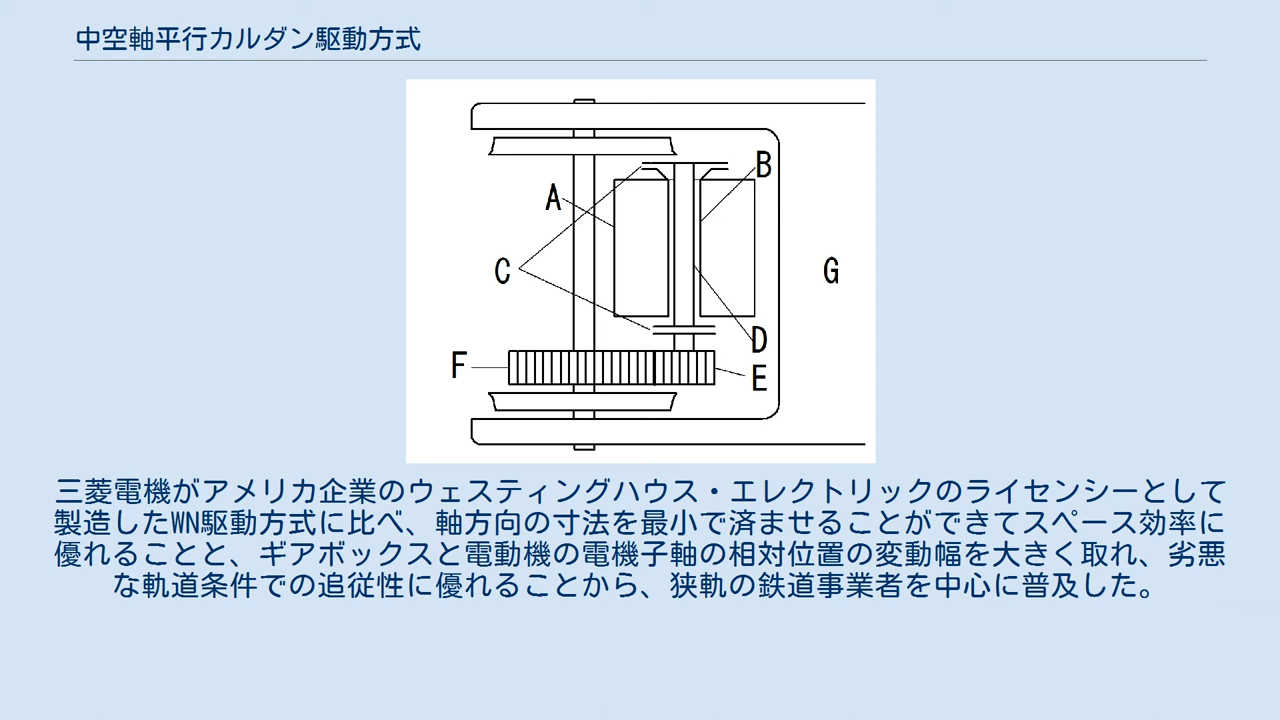 中空軸平行カルダン駆動方式
A
B
C
G
D
F
E
三菱電機がアメリカ企業のウェスティングハウス・エレクトリックのライセンシーとして
製造したWN駆動方式に比べ、軸方向の寸法を最小で済ませることができてスペース効率に
優れることと、ギアボックスと電動機の電機子軸の相対位置の変動幅を大きく取れ、劣悪
な軌道条件での追従性に優れることから、狭軌の鉄道事業者を中心に普及した。